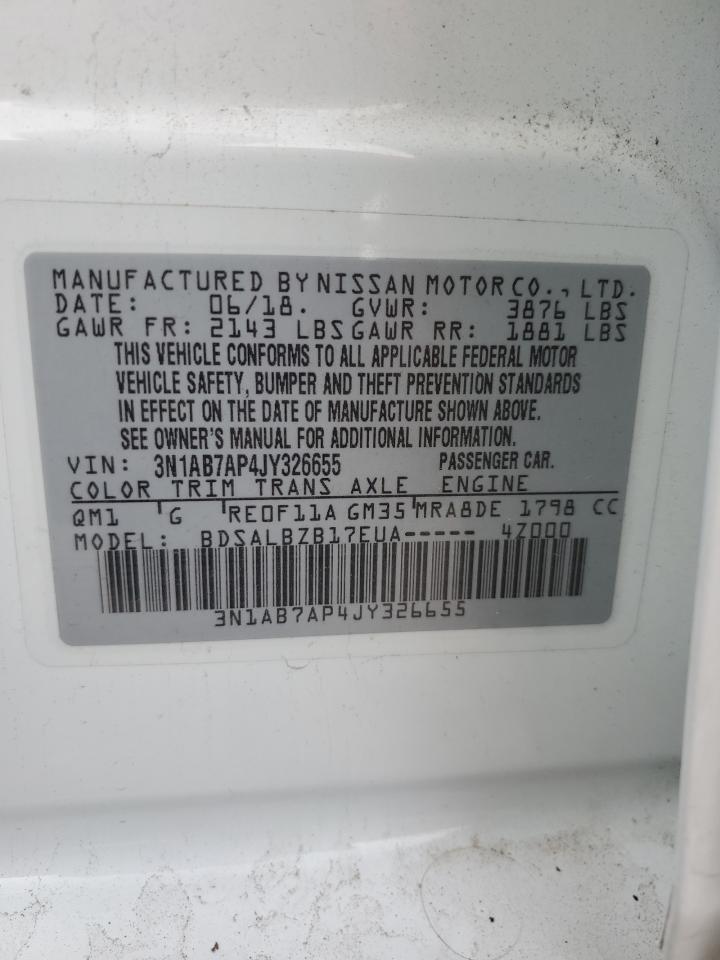 MANUFACTURED BY NISSAN MOTOR CO., LTD.
DATE: 06/18. GVWR: 3876 LBS
GAWR FR: 2143 LBS GAWR RR: 1881 LBS
THIS VEHICLE CONFORMS TO ALL APPLICABLE FEDERAL MOTOR
VEHICLE SAFETY, BUMPER AND THEFT PREVENTION STANDARDS
IN EFFECT ON THE DATE OF MANUFACTURE SHOWN ABOVE.
SEE OWNER'S MANUAL FOR ADDITIONAL INFORMATION.
VIN: 3N1AB7AP4JY326655 PASSENGER CAR.
COLOR TRIM TRANS AXLE ENGINE
QM1 G RE0F11A GM35 MRA8DE 1798 CC
MODEL: BDSALBZB17EUA----- 4Z000
3N1AB7AP4JY326655